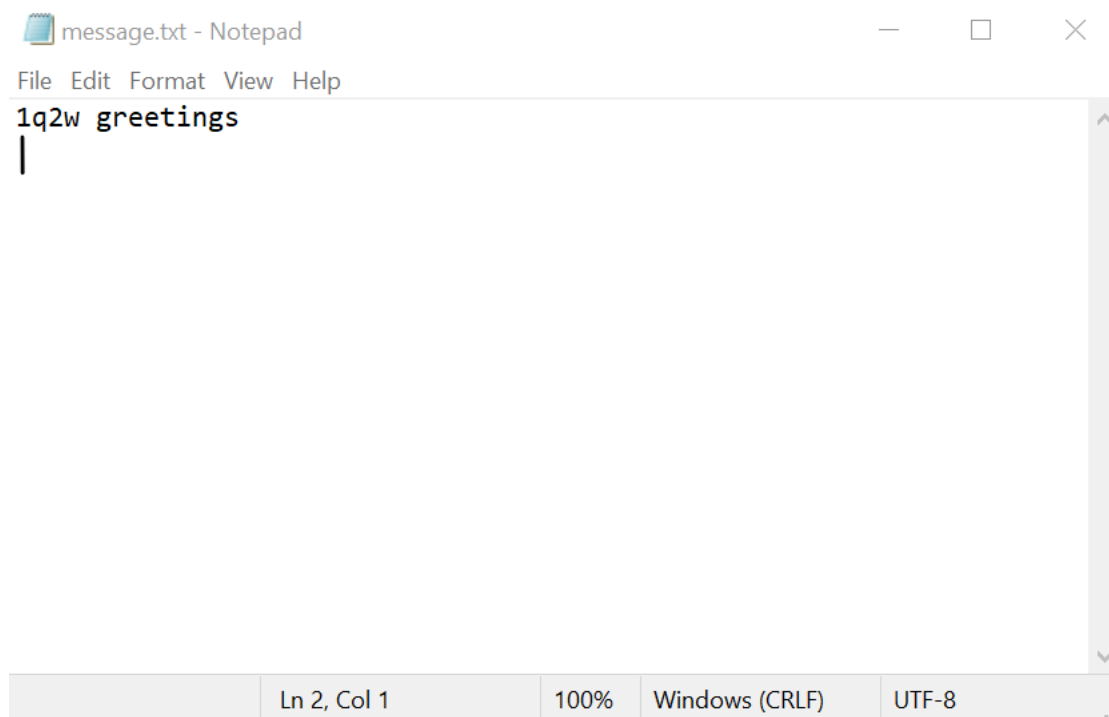 message.txt - Notepad
File Edit Format View Help
1q2w greetings
Ln 2, Col 1 100% Windows (CRLF) UTF-8